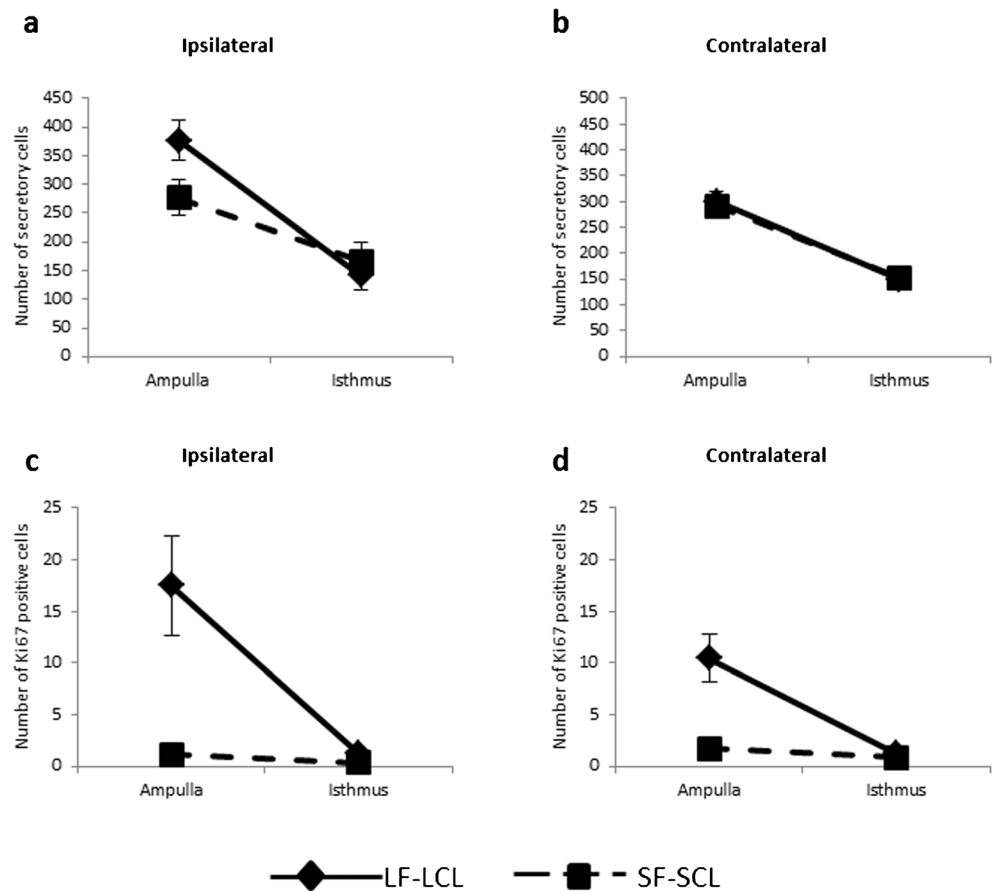 a
Ipsilateral
Number of secretory cells
450
400
350
300
250
200
150
100
50
0
Ampulla
Isthmus
b
Contralateral
Number of secretory cells
500
450
400
350
300
250
200
150
100
50
0
Ampulla
Isthmus
c
Ipsilateral
Number of Ki67 positive cells
25
20
15
10
5
0
Ampulla
Isthmus
d
Contralateral
Number of Ki67 positive cells
25
20
15
10
5
0
Ampulla
Isthmus
LF-LCL
SF-SCL